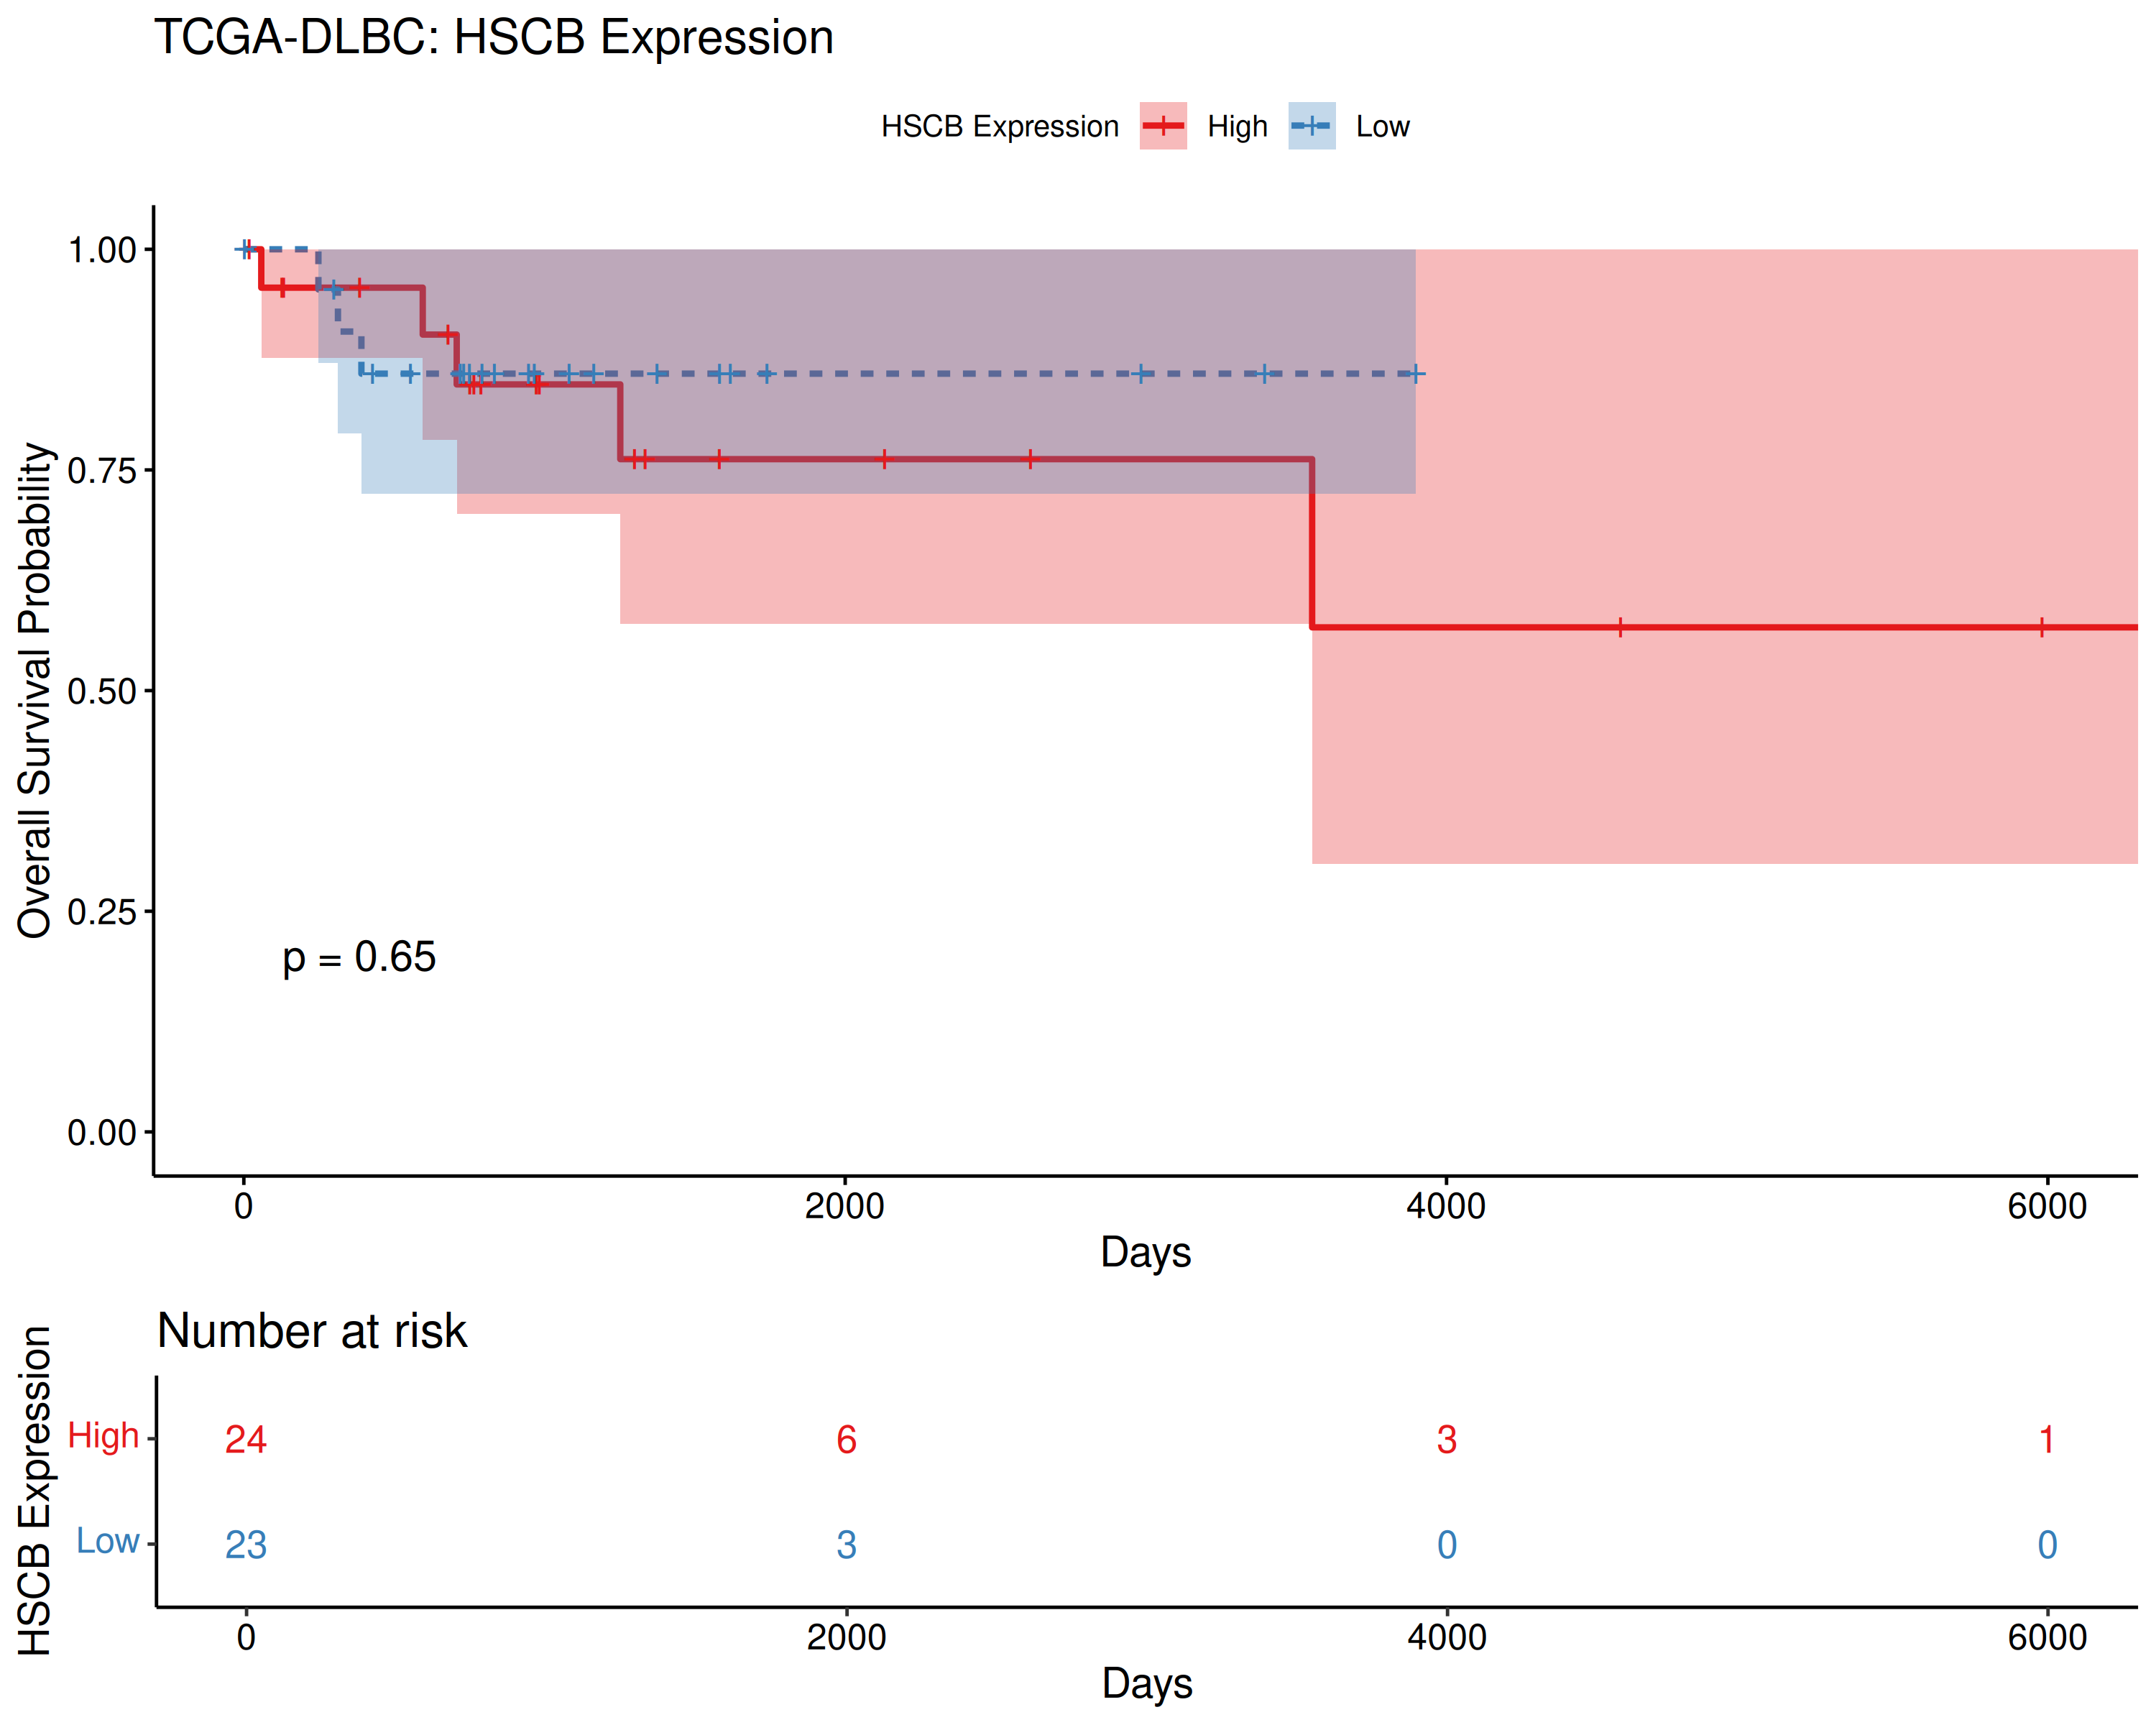 TCGA-DLBC: HSCB Expression
HSCB Expression High Low
Overall Survival Probability
1.00
0.75
0.50
0.25
0.00
p = 0.65
0 2000 4000 6000
Days
Number at risk
HSCB Expression
High 24 6 3 1
Low 23 3 0 0
0 2000 4000 6000
Days